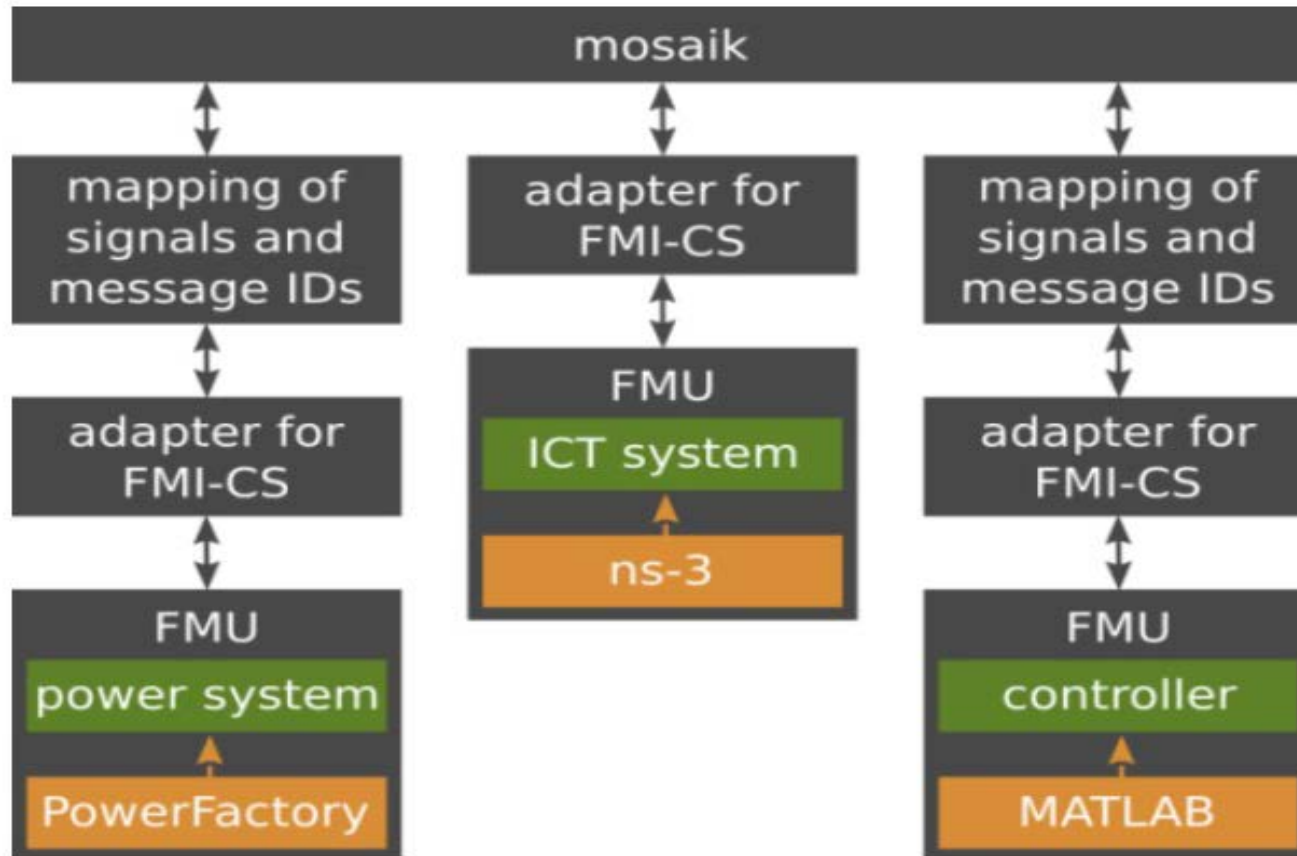 mosaik
mapping of
signals and
message IDs
adapter for
FMI-CS
FMU
power system
PowerFactory
adapter for
FMI-CS
FMU
ICT system
ns-3
mapping of
signals and
message IDs
adapter for
FMI-CS
FMU
controller
MATLAB